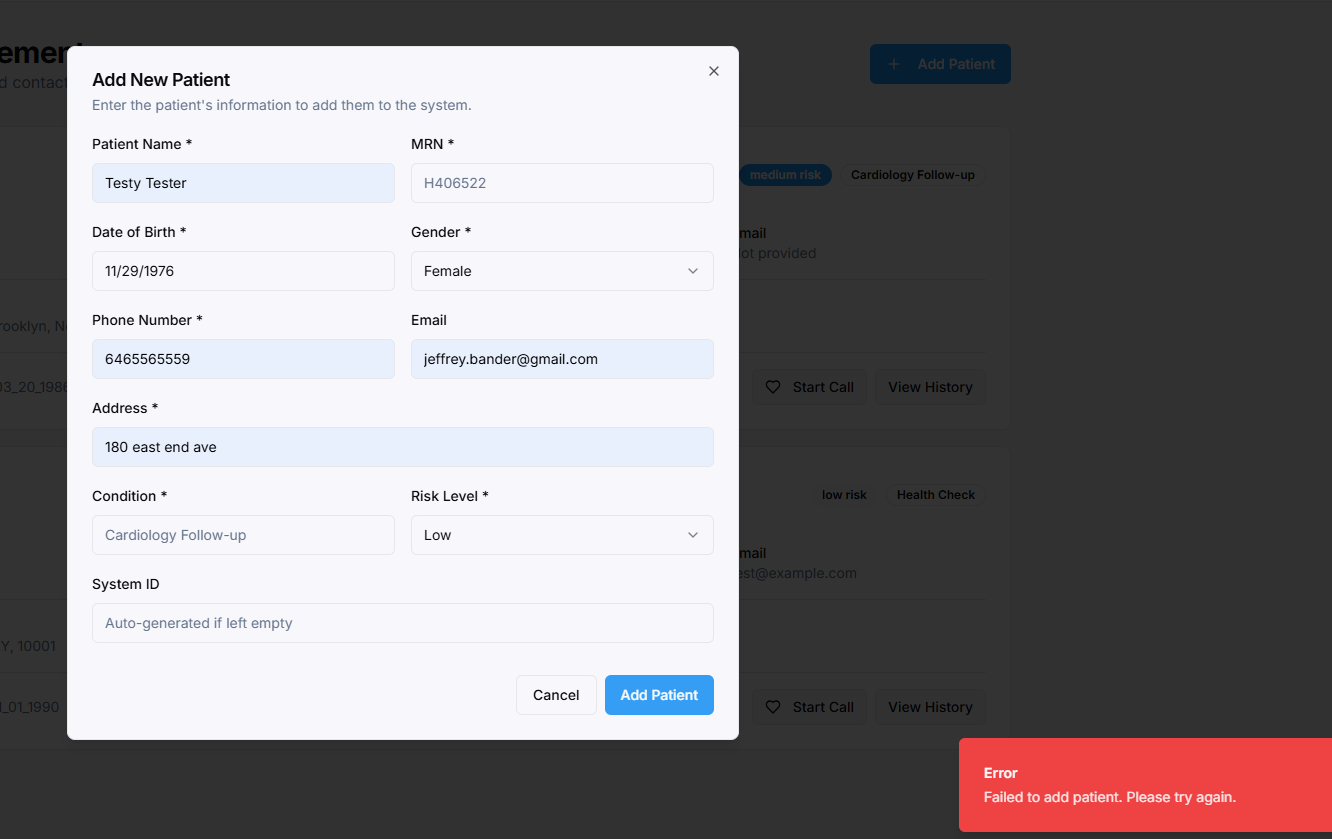 Add New Patient
Enter the patient's information to add them to the system.
Patient Name *
MRN *
Testy Tester
H406522
Date of Birth *
Gender *
11/29/1976
Female
Phone Number *
Email
6465565559
jeffrey.bander@gmail.com
Address *
180 east end ave
Condition *
Risk Level *
Cardiology Follow-up
Low
System ID
Auto-generated if left empty
Cancel
Add Patient
ement
d contact
Add Patient
medium risk
Cardiology Follow-up
mail
ot provided
rooklyn, N
03_20_1986
Start Call
View History
low risk
Health Check
mail
est@example.com
Y, 10001
_01_1990
Start Call
View History
Error
Failed to add patient. Please try again.